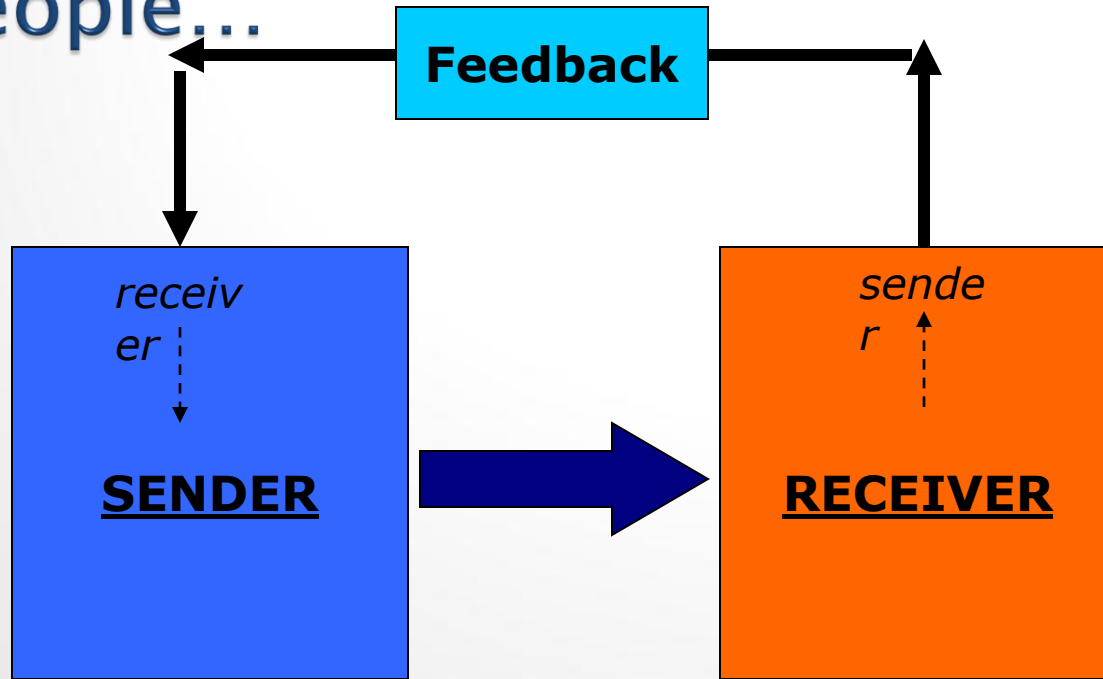 eople...
Feedback
receiv
er
sende
r
SENDER
RECEIVER